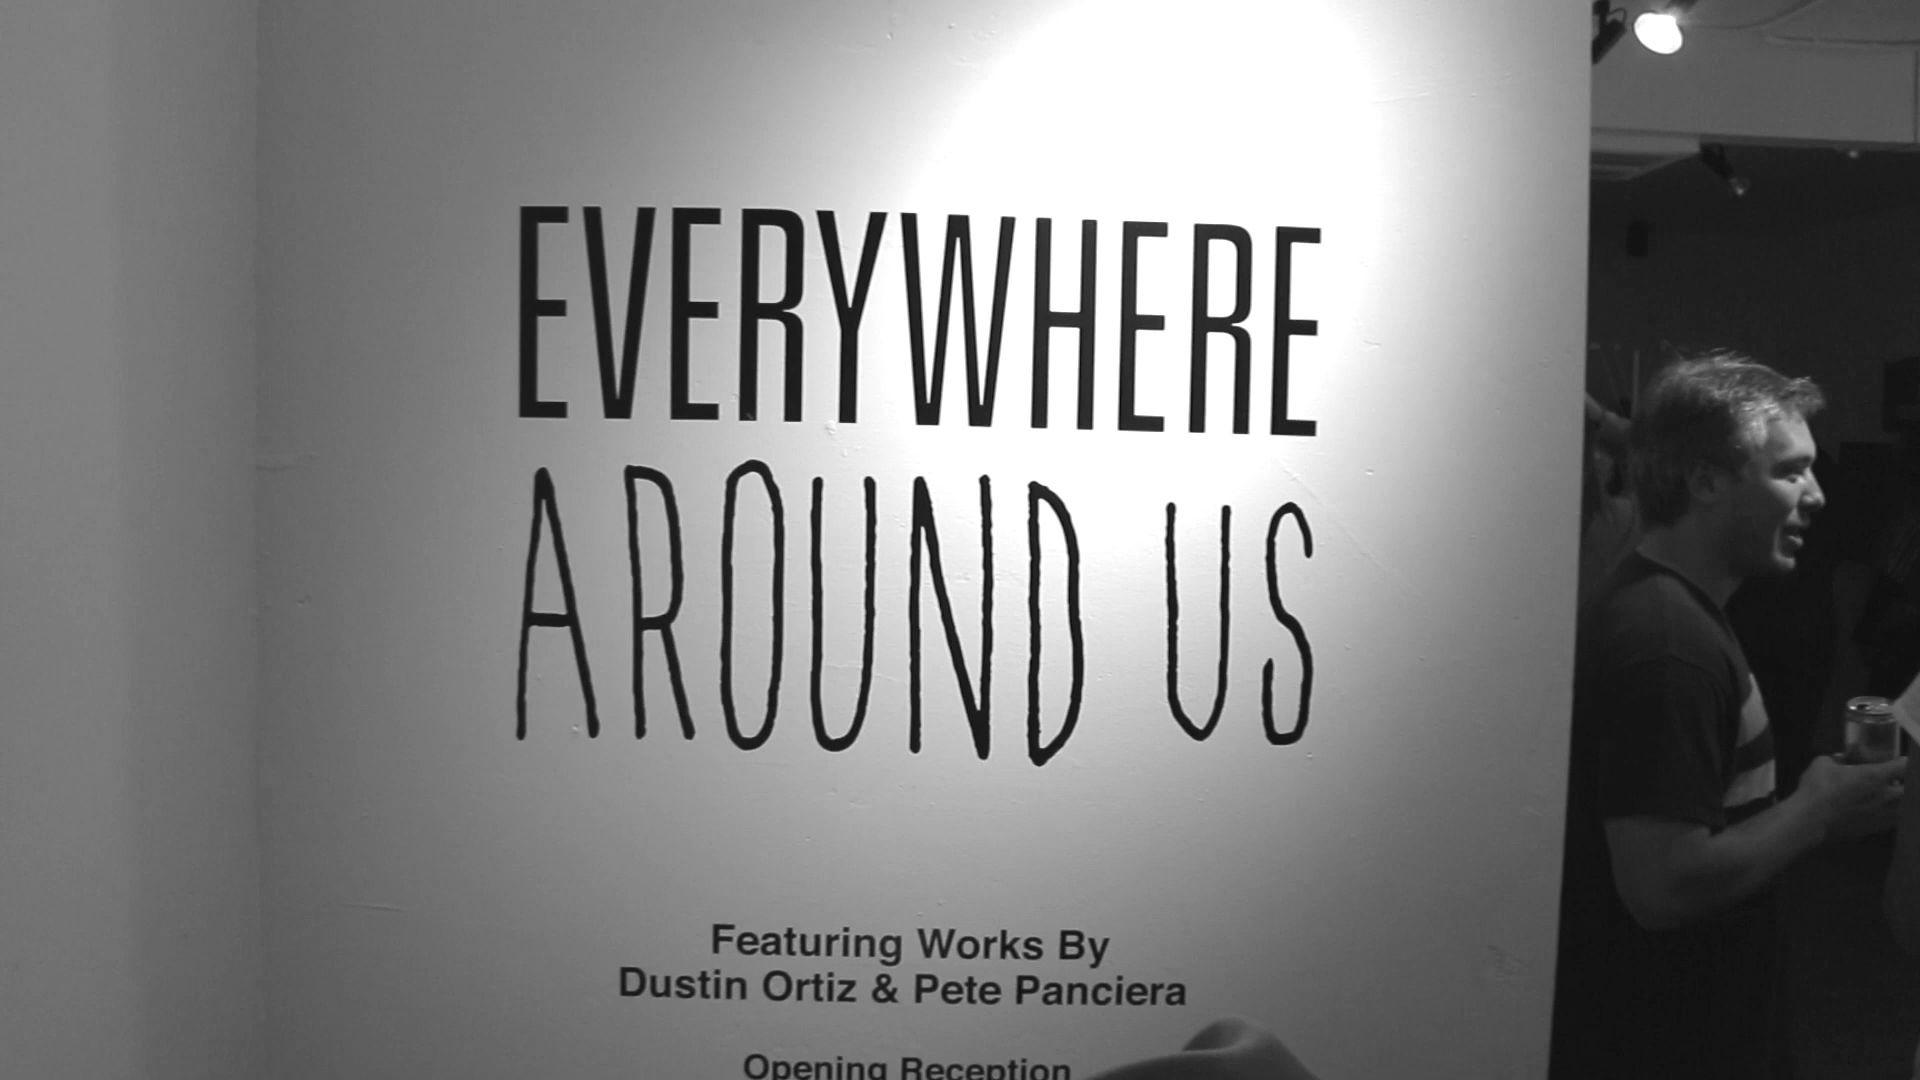 EVERYWHERE
AROUND US
Featuring Works By
Dustin Ortiz & Pete Panciera
Opening Reception